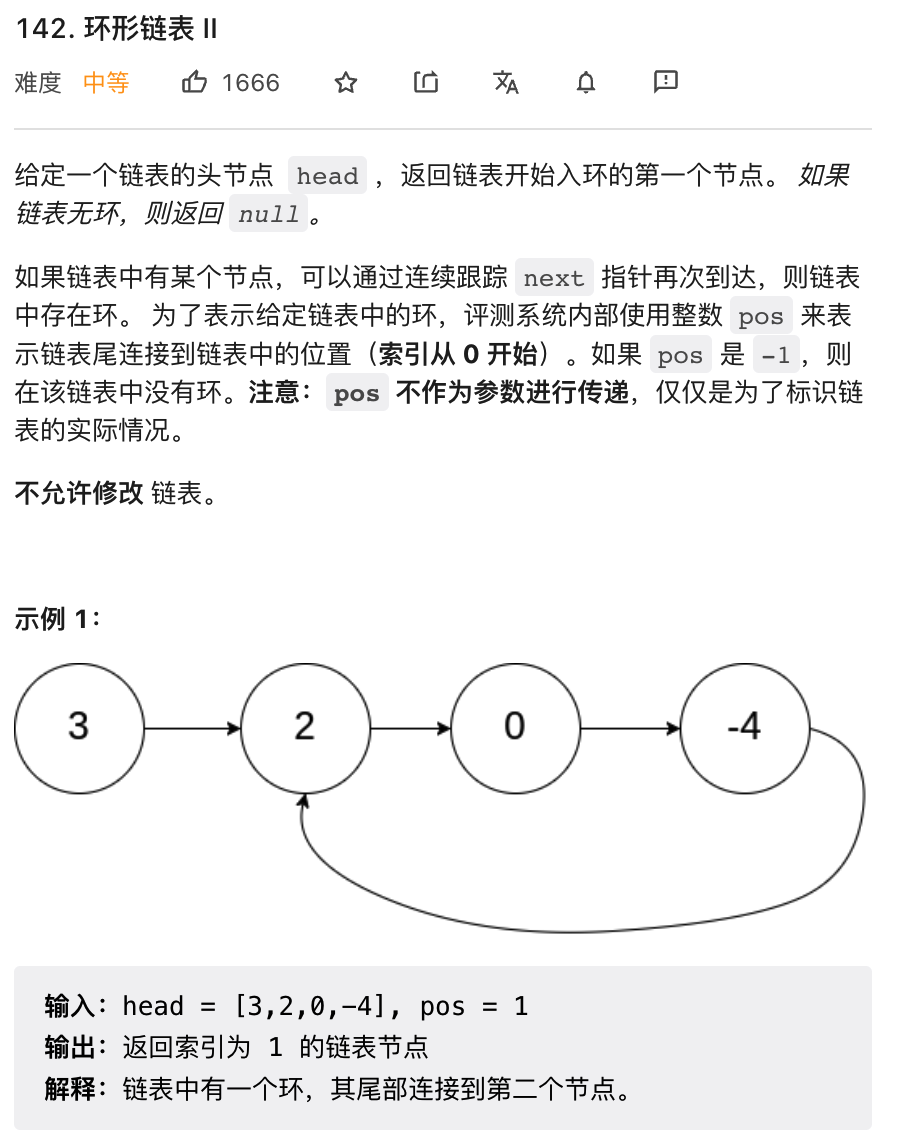 142. 环形链表 II
难度 中等 1666
给定一个链表的头节点 head ，返回链表开始入环的第一个节点。 如果
链表无环，则返回 null 。
如果链表中有某个节点，可以通过连续跟踪 next 指针再次到达，则链表
中存在环。 为了表示给定链表中的环，评测系统内部使用整数 pos 来表
示链表尾连接到链表中的位置（索引从 0 开始）。如果 pos 是 -1，则
在该链表中没有环。注意：pos 不作为参数进行传递，仅仅是为了标识链
表的实际情况。
不允许修改 链表。
示例 1：
3 2 0 -4
输入：head = [3,2,0,-4], pos = 1
输出：返回索引为 1 的链表节点
解释：链表中有一个环，其尾部连接到第二个节点。